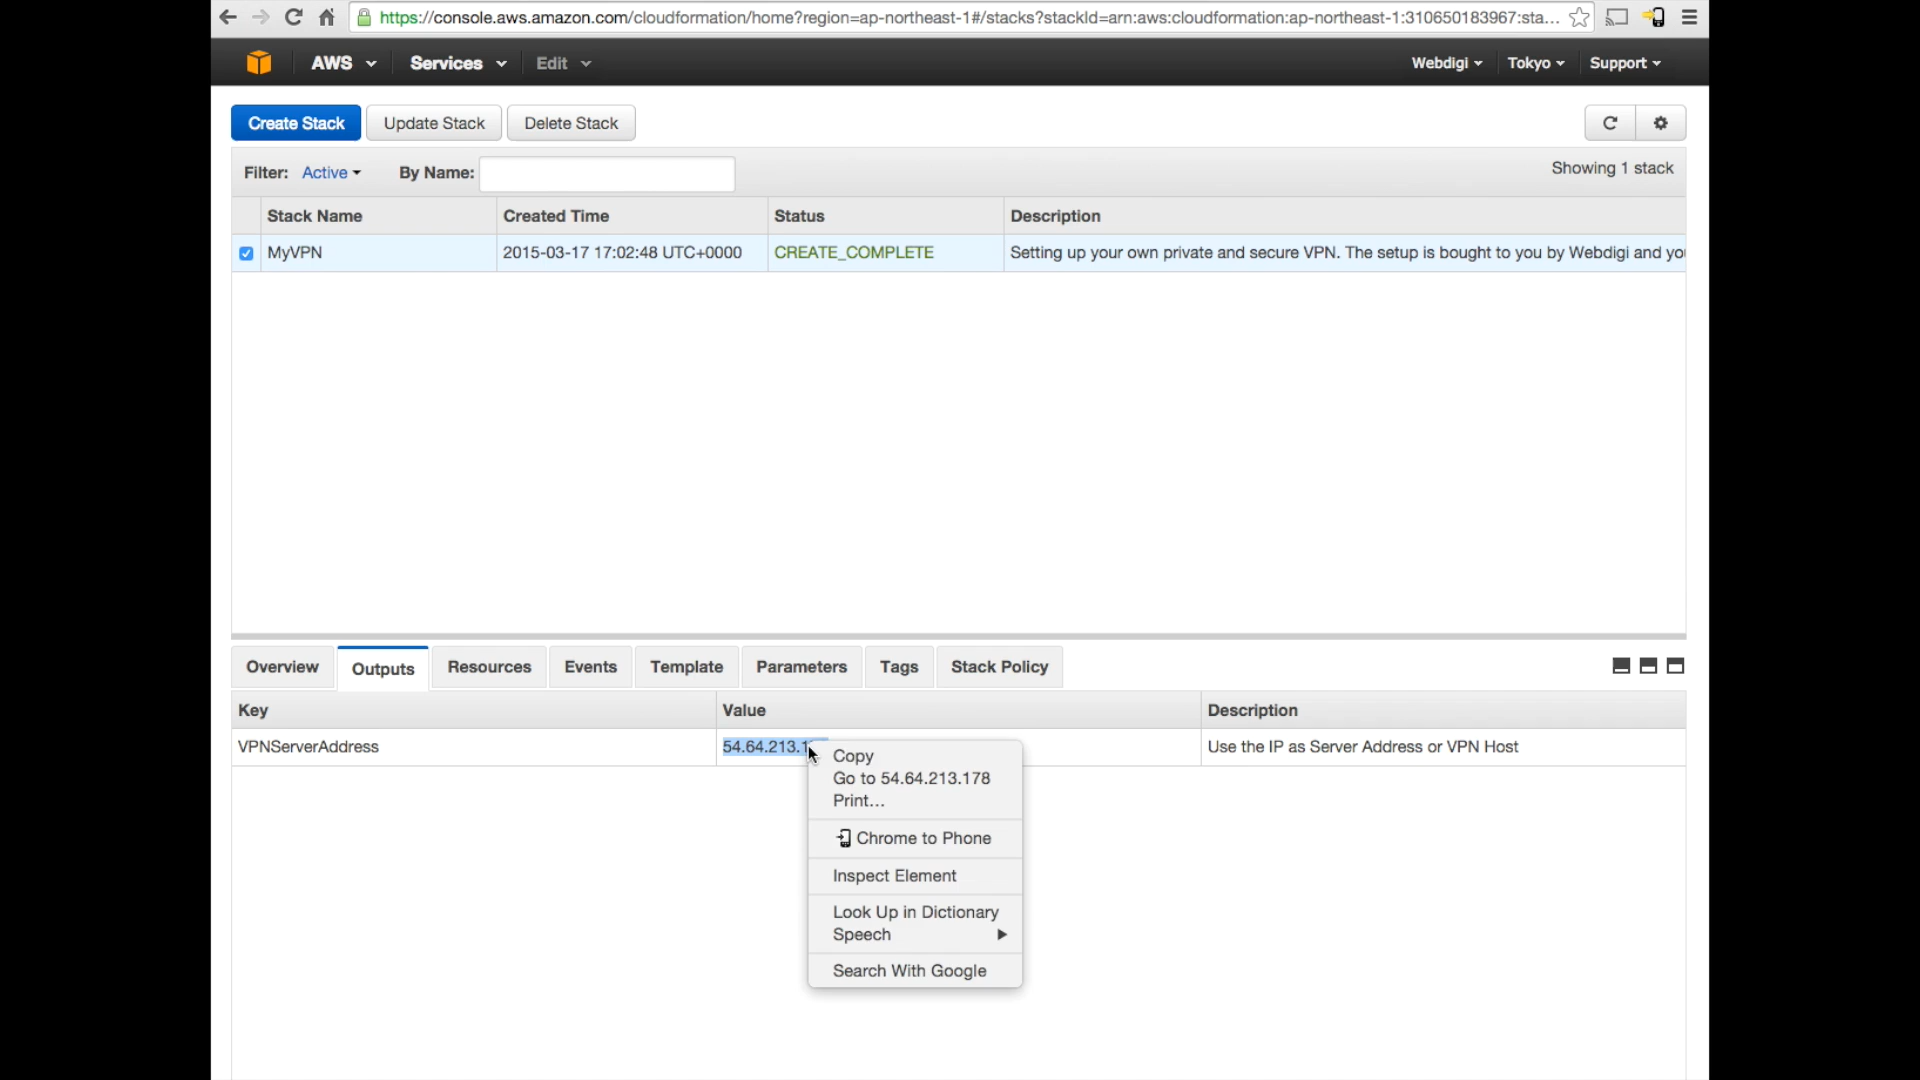 https://console.aws.amazon.com/cloudformation/home?region=ap-northeast-1#/stacks?stackId=arn:aws:cloudformation:ap-northeast-1:310650183967:sta...
AWS Services Edit Webdigi Tokyo Support
Create Stack Update Stack Delete Stack
Filter: Active By Name: Showing 1 stack
Stack Name Created Time Status Description
MyVPN 2015-03-17 17:02:48 UTC+0000 CREATE_COMPLETE Setting up your own private and secure VPN. The setup is bought to you by Webdigi and yo
Overview Outputs Resources Events Template Parameters Tags Stack Policy
Key Value Description
VPNServerAddress 54.64.213.1 Use the IP as Server Address or VPN Host
Copy
Go to 54.64.213.178
Print...
Chrome to Phone
Inspect Element
Look Up in Dictionary
Speech
Search With Google